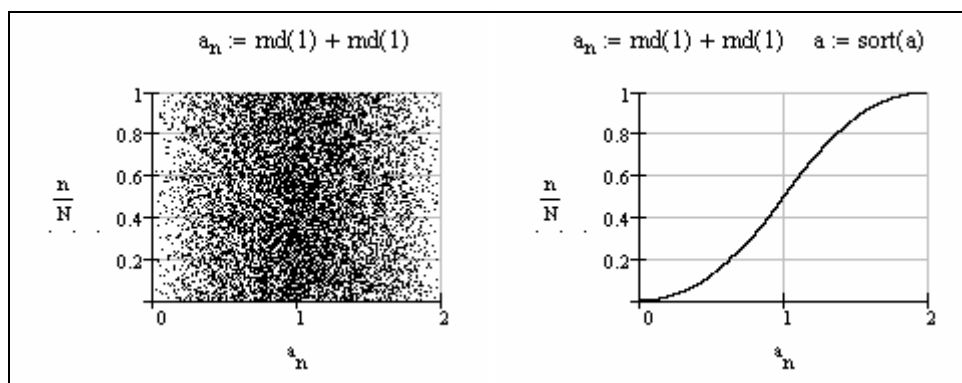 aₙ := rnd(1) + rnd(1)
1
0.8
0.6
0.4
0.2
n
N
0 1 2
aₙ
aₙ := rnd(1) + rnd(1) a := sort(a)
1
0.8
0.6
0.4
0.2
n
N
0 1 2
aₙ